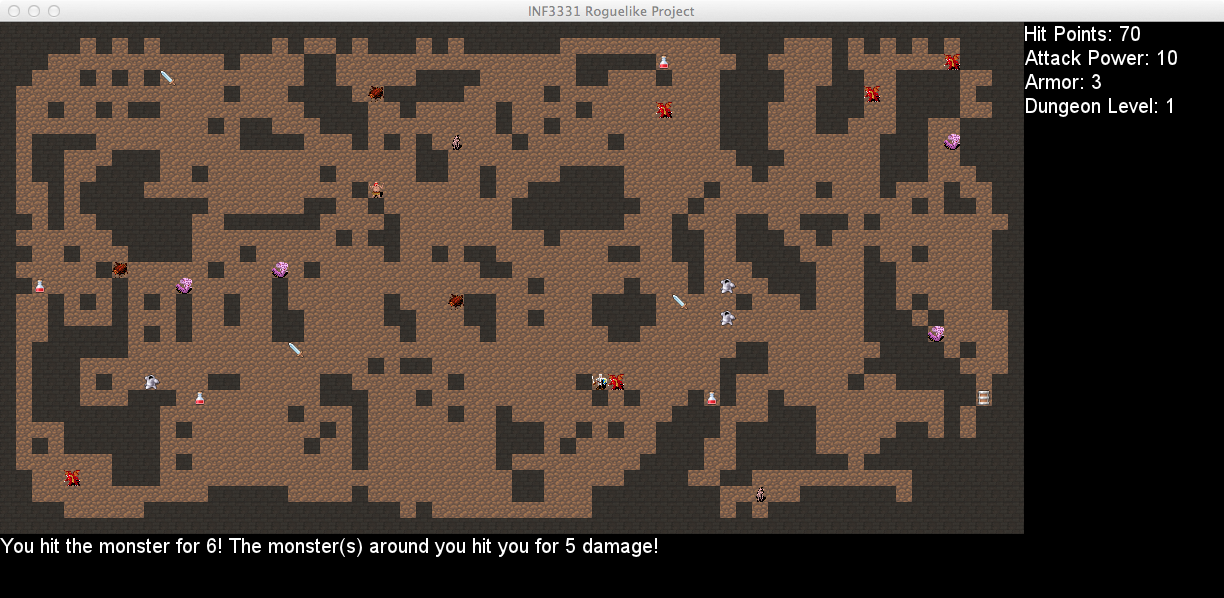 INF3331 Roguelike Project
Hit Points: 70
Attack Power: 10
Armor: 3
Dungeon Level: 1
You hit the monster for 6! The monster(s) around you hit you for 5 damage!